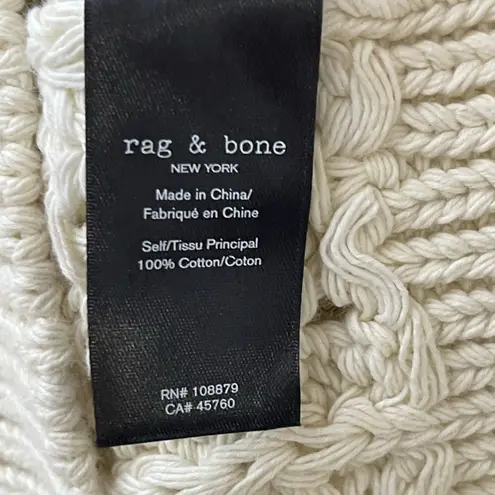 rag & bone
NEW YORK
Made in China/
Fabriqué en Chine
Self/Tissu Principal
100% Cotton/Coton
RN# 108879
CA# 45760